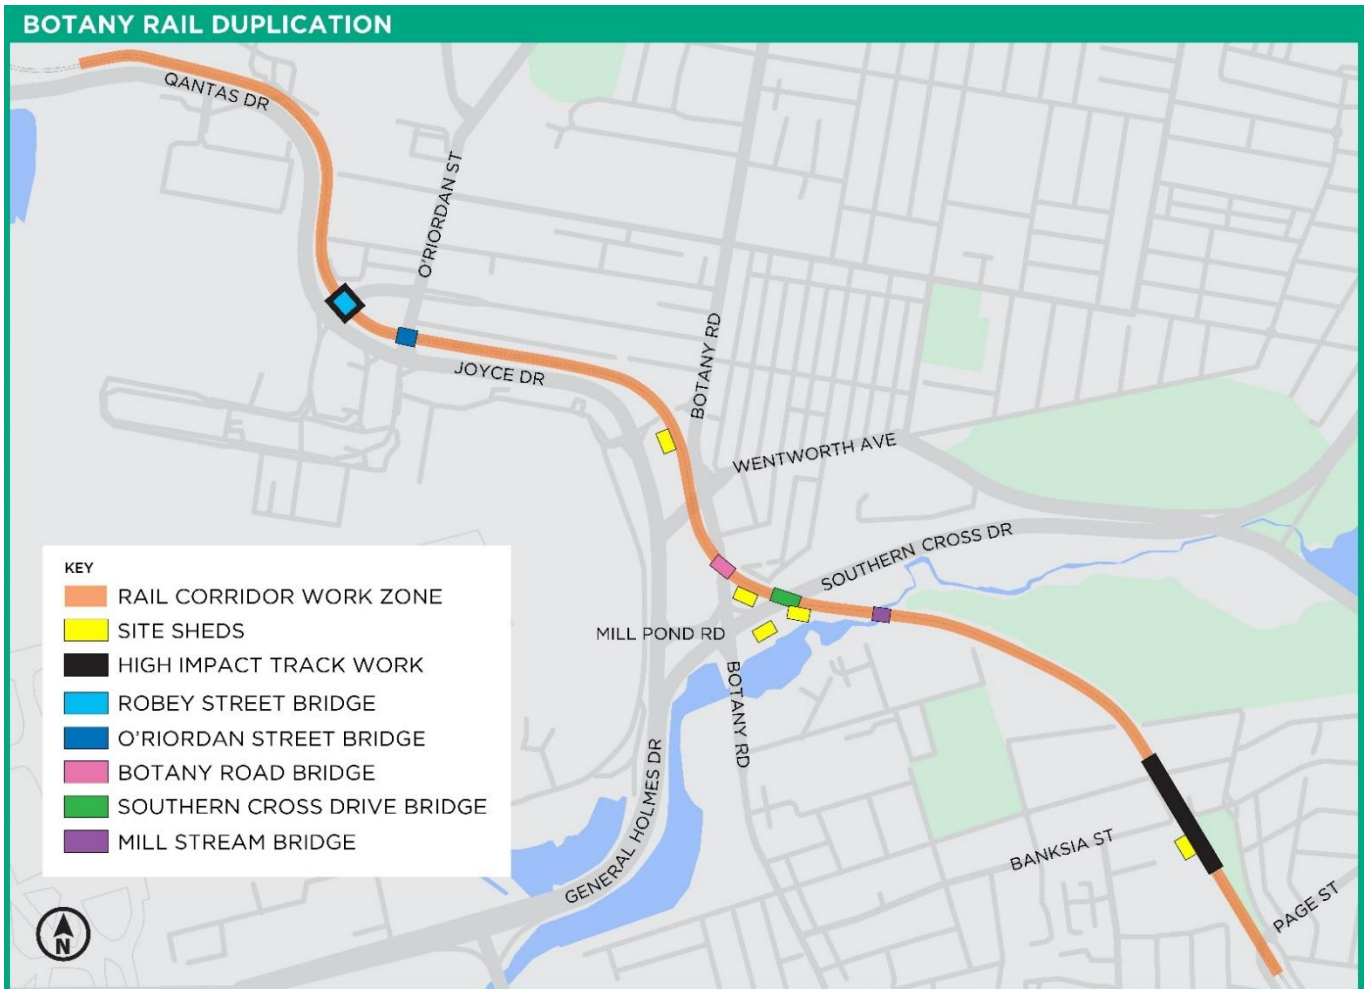 BOTANY RAIL DUPLICATION
QANTAS DR
O'RIORDAN ST
JOYCE DR
BOTANY RD
WENTWORTH AVE
SOUTHERN CROSS DR
MILL POND RD
BOTANY RD
GENERAL HOLMES DR
BANKSIA ST
PAGE ST
KEY
RAIL CORRIDOR WORK ZONE
SITE SHEDS
HIGH IMPACT TRACK WORK
ROBEY STREET BRIDGE
O'RIORDAN STREET BRIDGE
BOTANY ROAD BRIDGE
SOUTHERN CROSS DRIVE BRIDGE
MILL STREAM BRIDGE
N